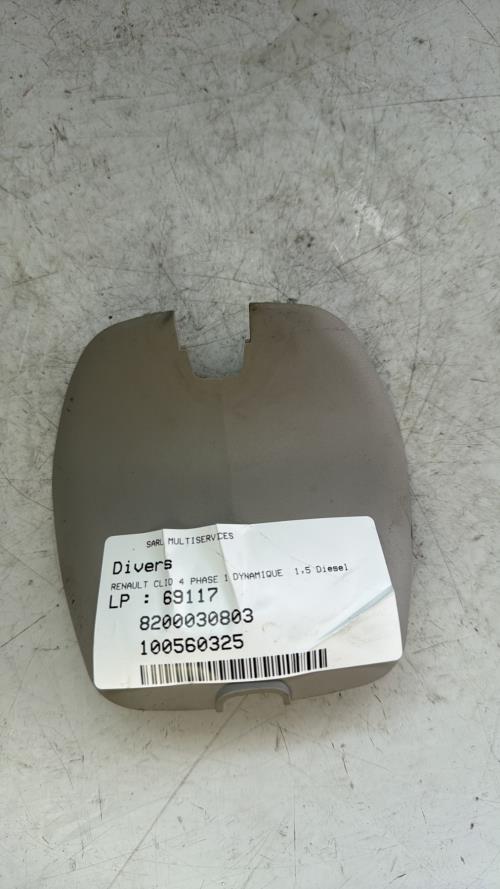 SARL MULTISERVICES
Divers
RENAULT CLIO 4 PHASE 1 DYNAMIQUE 1,5 Diesel
LP : 69117
8200030803
100560325